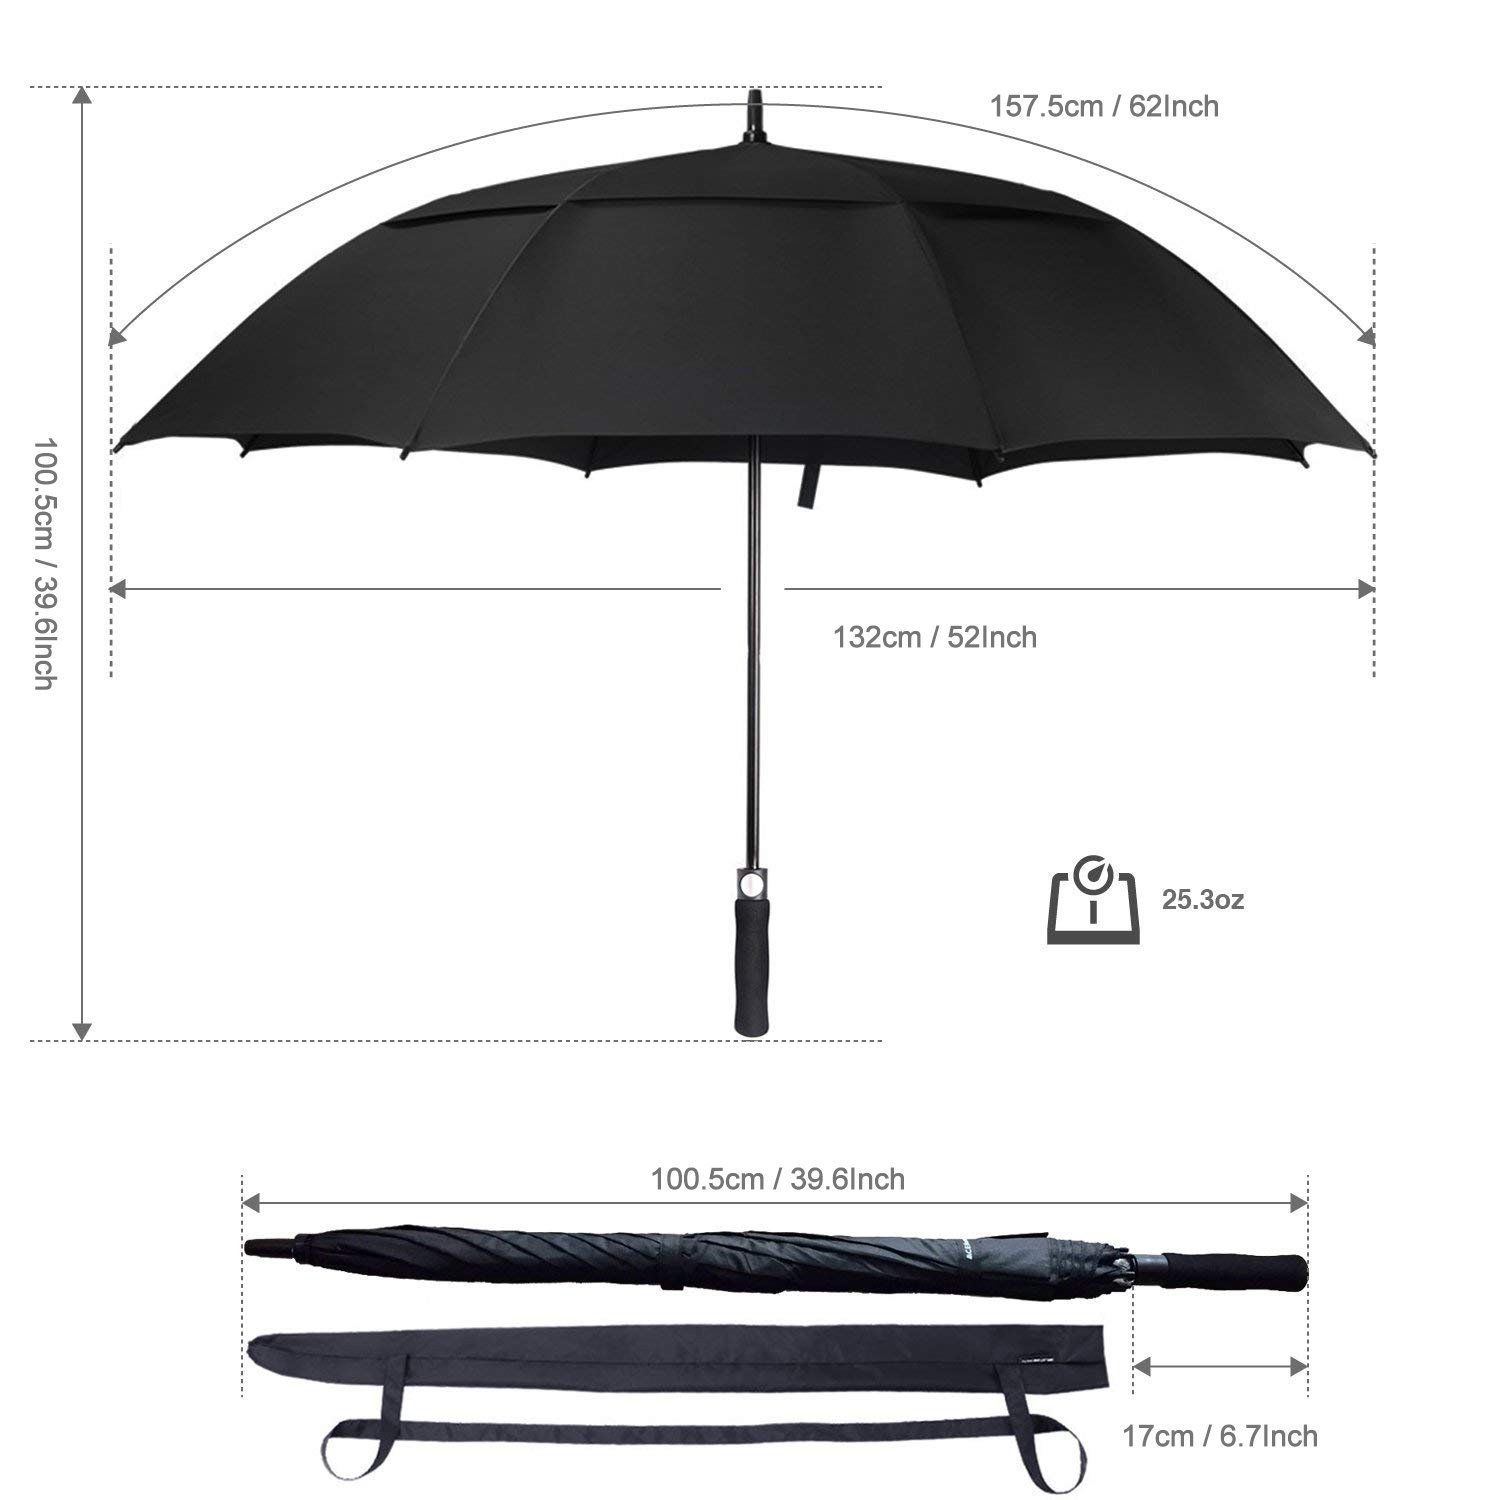 157.5cm / 62Inch
100.5cm / 39.6Inch
132cm / 52Inch
25.3oz
100.5cm / 39.6Inch
17cm / 6.7Inch